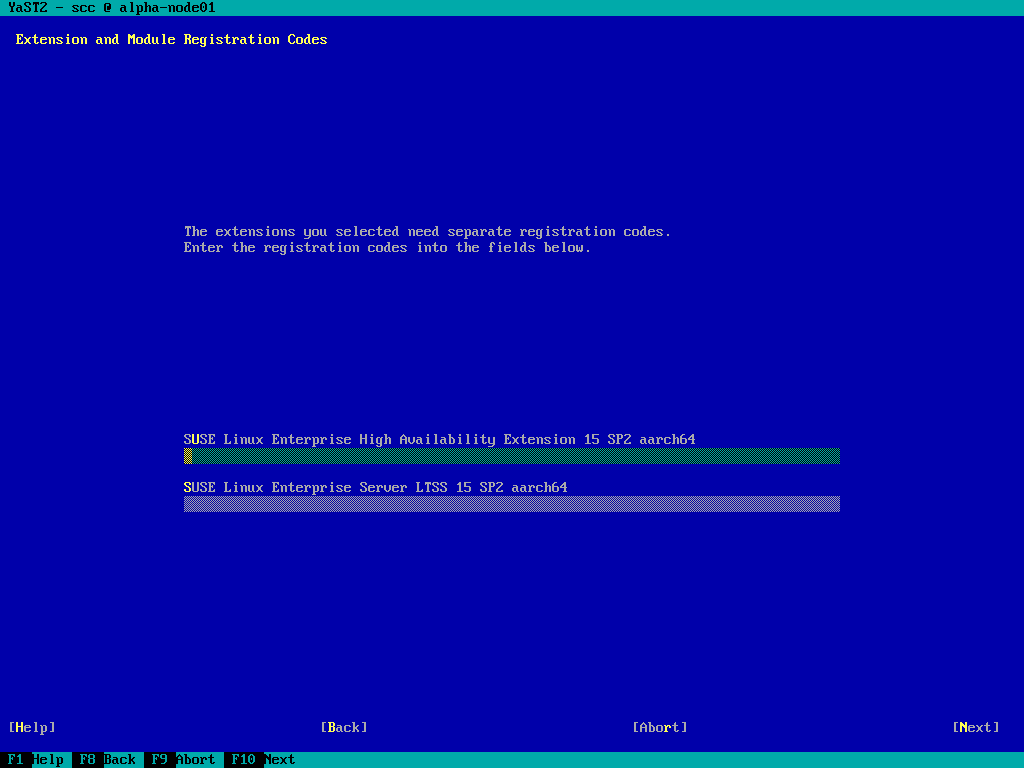 YaST2 - scc @ alpha-node01
Extension and Module Registration Codes
The extensions you selected need separate registration codes.
Enter the registration codes into the fields below.
SUSE Linux Enterprise High Availability Extension 15 SP2 aarch64
SUSE Linux Enterprise Server LTSS 15 SP2 aarch64
[Help] [Back] [Abort] [Next]
F1 Help F8 Back F9 Abort F10 Next